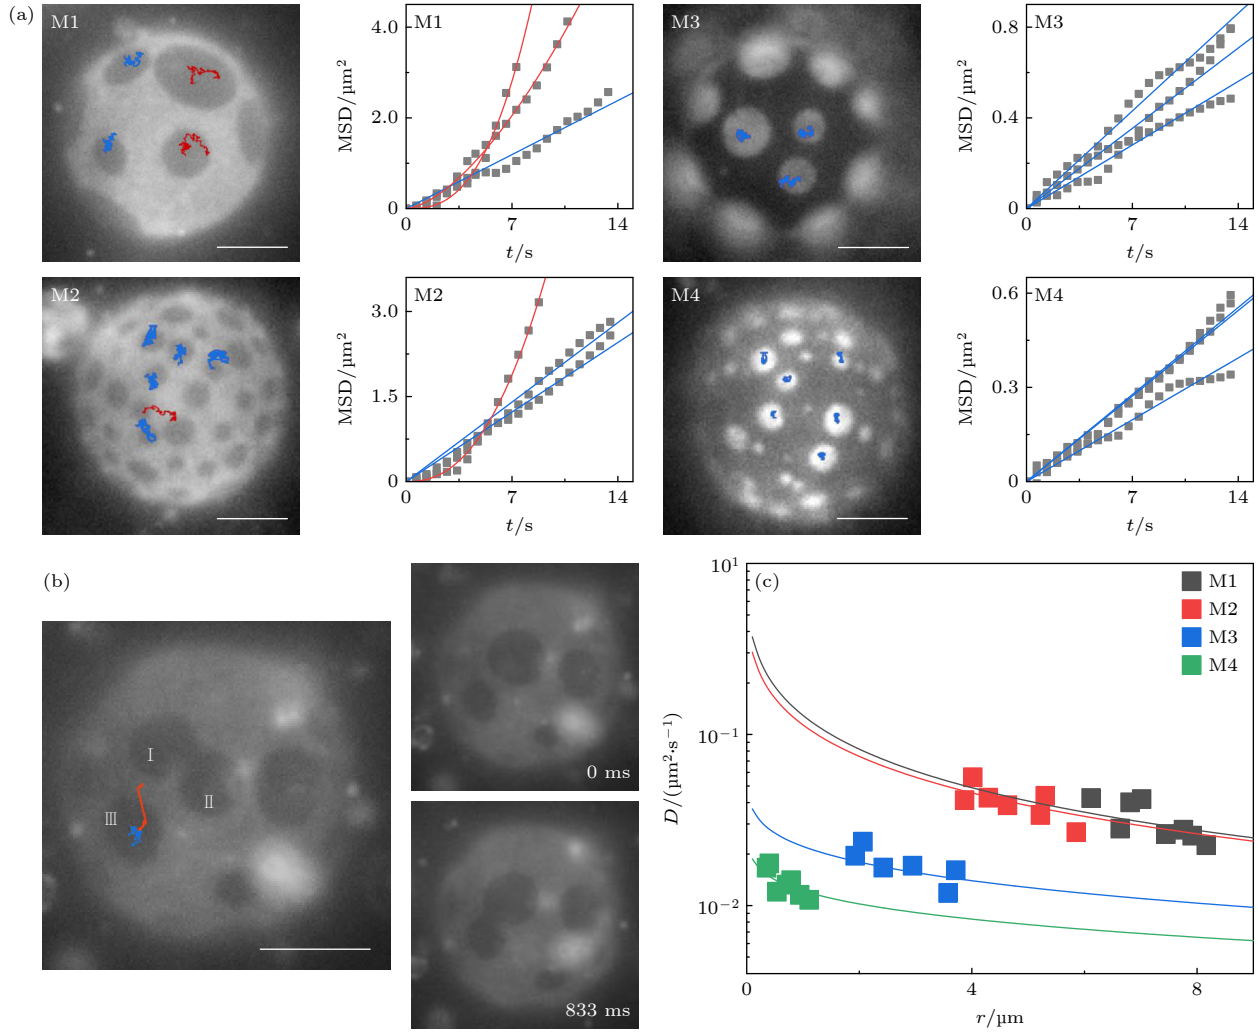 (a)
M1
M1
MSD/μm²
4.0
2.0
0
0
7
14
t/s
M3
M3
MSD/μm²
0.8
0.4
0
0
7
14
t/s
M2
M2
MSD/μm²
3.0
1.5
0
0
7
14
t/s
M4
M4
MSD/μm²
0.6
0.3
0
0
7
14
t/s
(b)
Ⅰ
Ⅱ
Ⅲ
0 ms
833 ms
(c)
M1
M2
M3
M4
D/(μm²·s⁻¹)
10¹
10⁻¹
10⁻²
0
4
8
r/μm